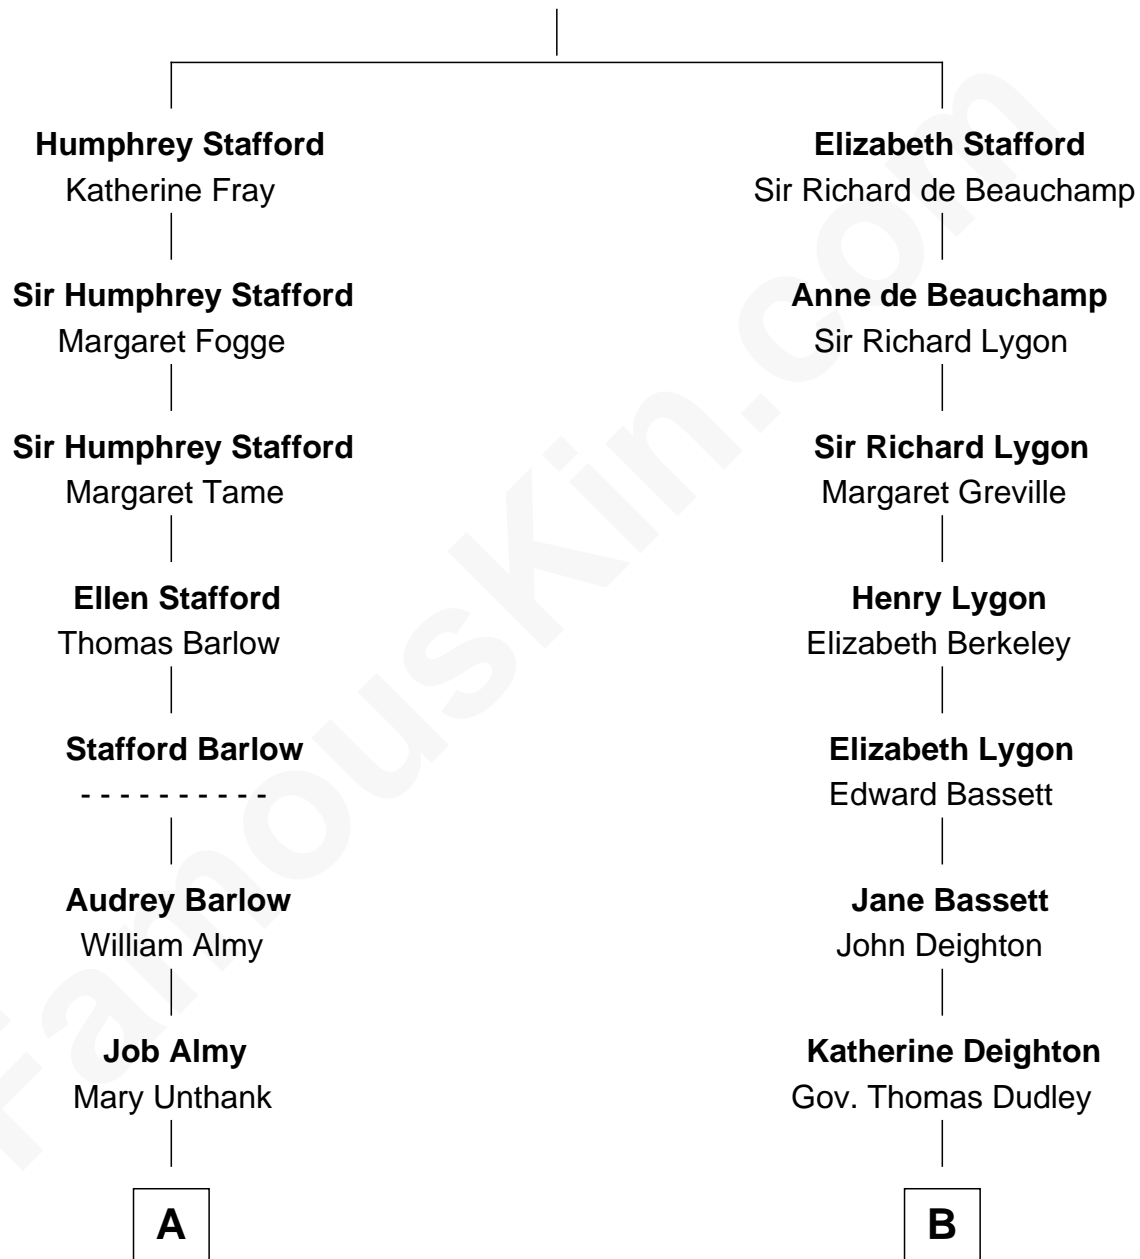 Humphrey Stafford
Katherine Fray
Sir Humphrey Stafford
Margaret Fogge
Sir Humphrey Stafford
Margaret Tame
Ellen Stafford
Thomas Barlow
Stafford Barlow
- - - - - - - - - -
Audrey Barlow
William Almy
Job Almy
Mary Unthank
A
Elizabeth Stafford
Sir Richard de Beauchamp
Anne de Beauchamp
Sir Richard Lygon
Sir Richard Lygon
Margaret Greville
Henry Lygon
Elizabeth Berkeley
Elizabeth Lygon
Edward Bassett
Jane Bassett
John Deighton
Katherine Deighton
Gov. Thomas Dudley
B
FamousKin.com